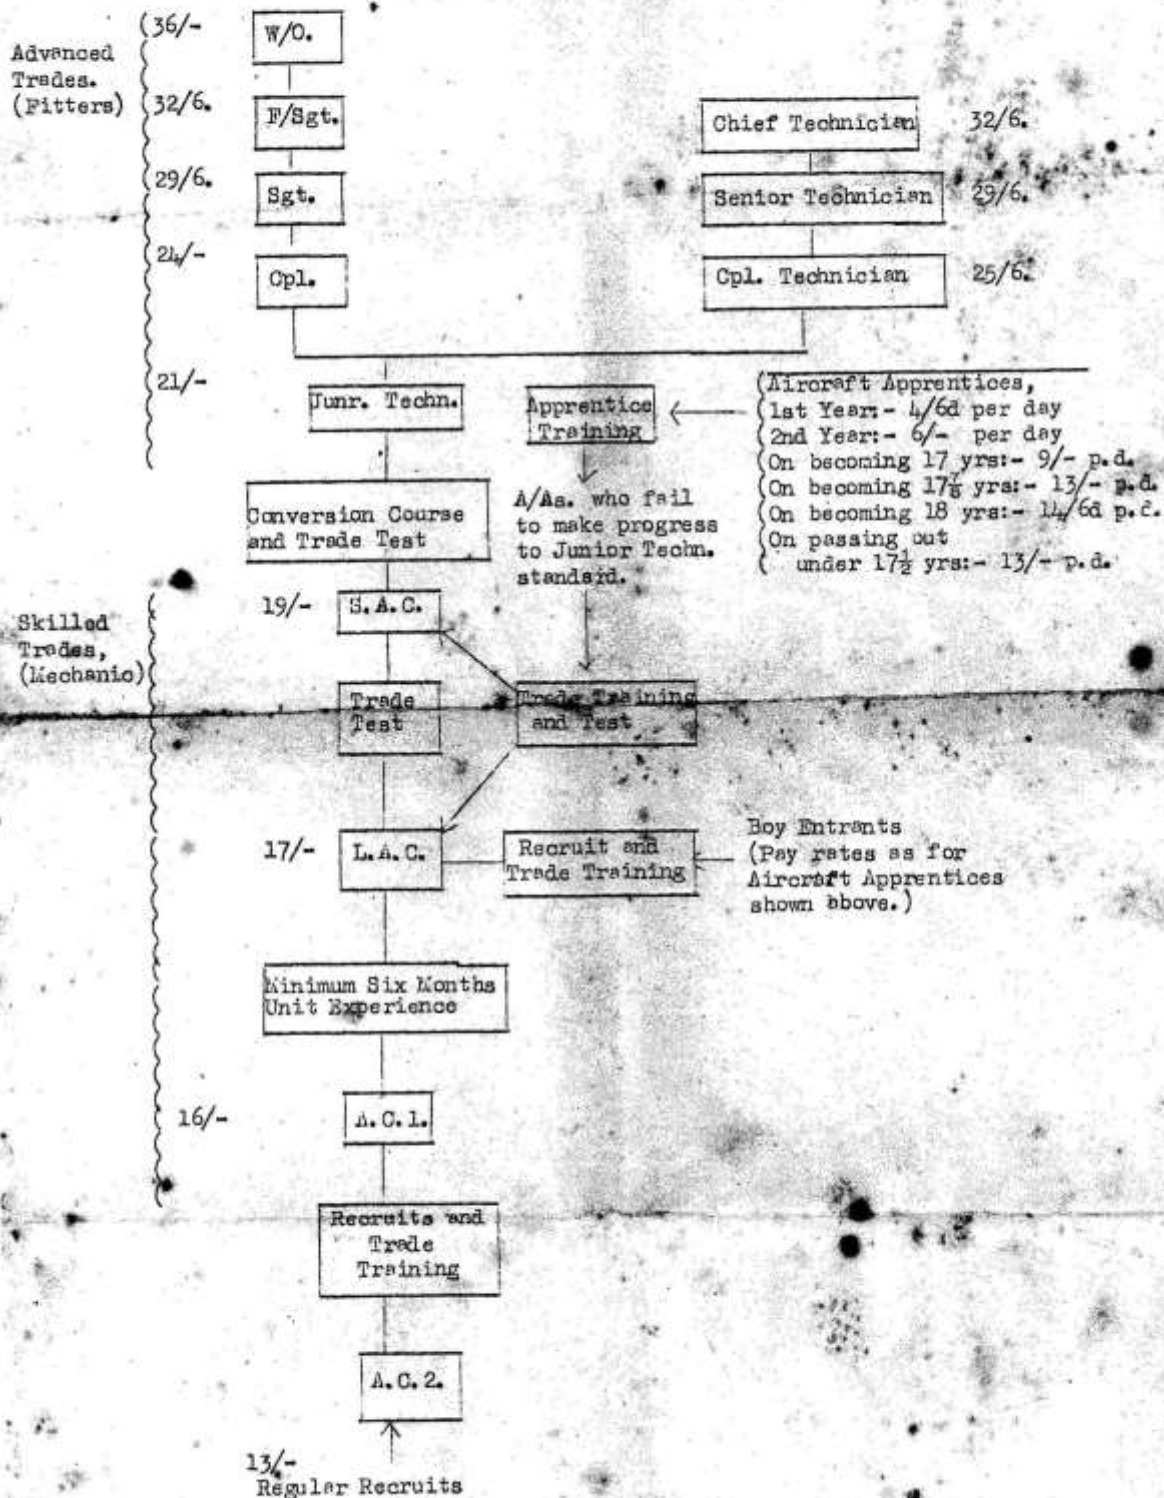 (36/-
W/O.
Advanced
Trades.
(Fitters)
(32/6.
F/Sgt.
Chief Technician
32/6.
29/6.
Sgt.
Senior Technician
29/6.
24/-
Cpl.
Cpl. Technician
25/6.
(21/-
Junr. Techn.
Apprentice
Training
(Aircraft Apprentices,
(1st Year:- 4/6d per day
(2nd Year:- 6/- per day
(On becoming 17 yrs:- 9/- p.d.
(On becoming 17½ yrs:- 13/- p.d.
(On becoming 18 yrs:- 14/6d p.d.
(On passing out
( under 17½ yrs:- 13/- p.d.
Conversion Course
and Trade Test
A/As. who fail
to make progress
to Junior Techn.
standard.
19/-
S.A.C.
Skilled
Trades,
(Mechanic)
Trade
Test
Trade Training
and Test
17/-
L.A.C.
Recruit and
Trade Training
Boy Entrants
(Pay rates as for
Aircraft Apprentices
shown above.)
Minimum Six Months
Unit Experience
16/-
A.C.1.
Recruits and
Trade
Training
A.C.2.
13/-
Regular Recruits